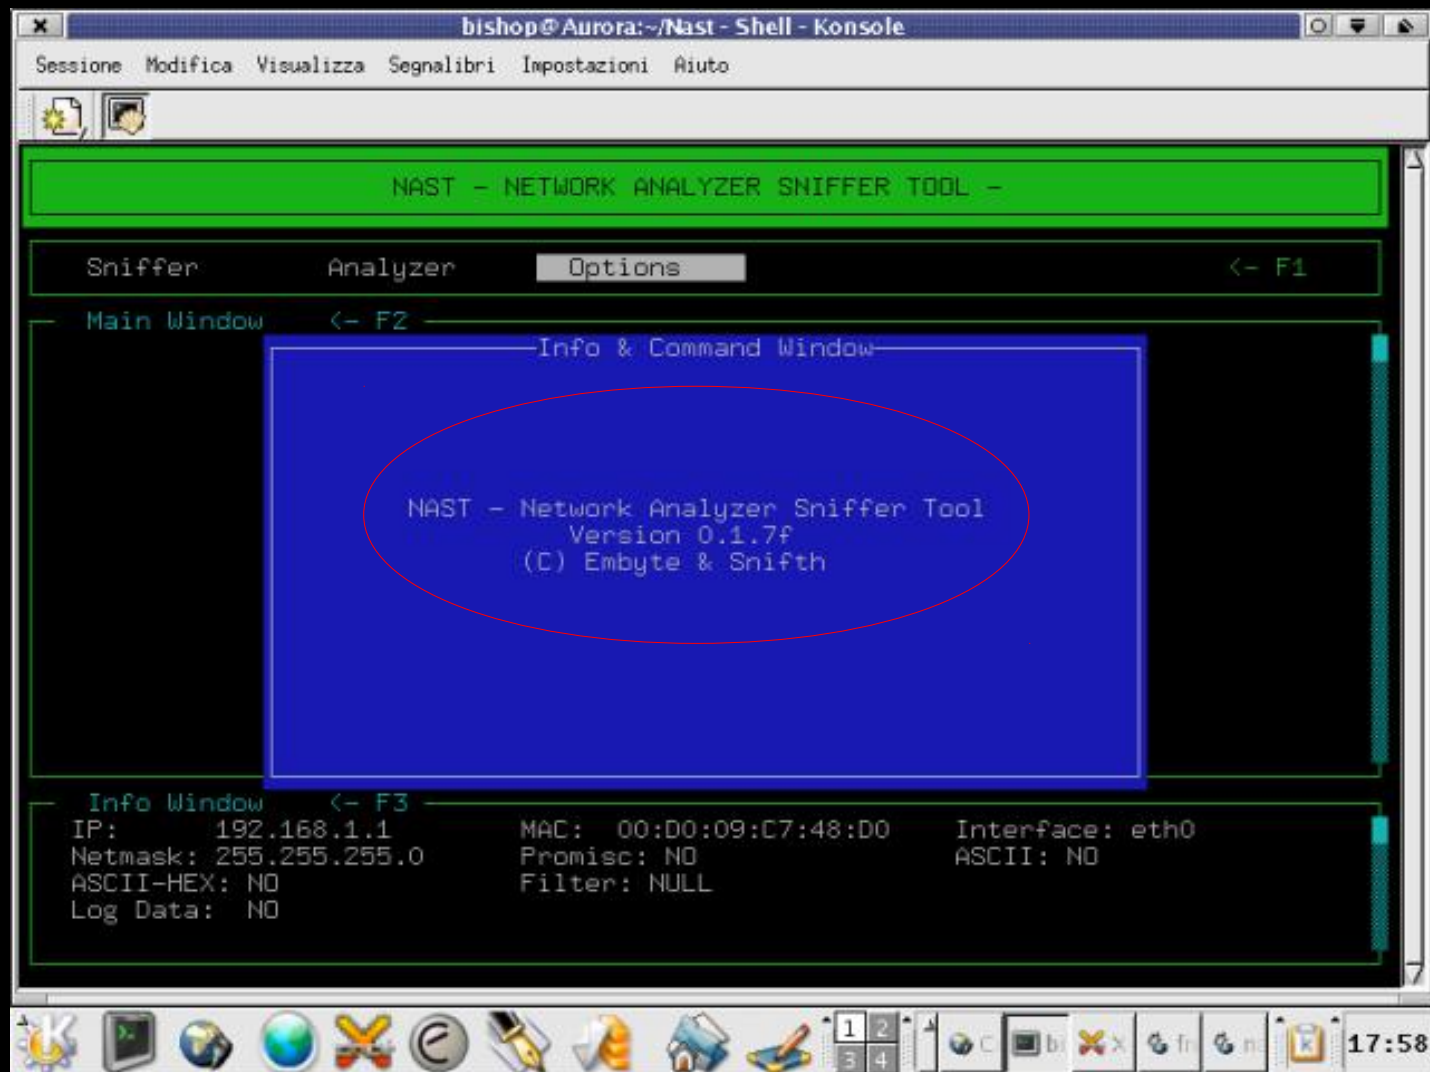 bishop@Aurora:~/Nast - Shell - Konsole
Sessione Modifica Visualizza Segnalibri Impostazioni Aiuto
NAST - NETWORK ANALYZER SNIFFER TOOL -
Sniffer Analyzer Options <- F1
Main Window <- F2
Info & Command Window
NAST - Network Analyzer Sniffer Tool
Version 0.1.7f
(C) Embyte & Snifth
Info Window <- F3
IP: 192.168.1.1 MAC: 00:D0:09:C7:48:D0 Interface: eth0
Netmask: 255.255.255.0 Promisc: NO ASCII: NO
ASCII-HEX: NO Filter: NULL
Log Data: NO
1 2
3 4
17:58